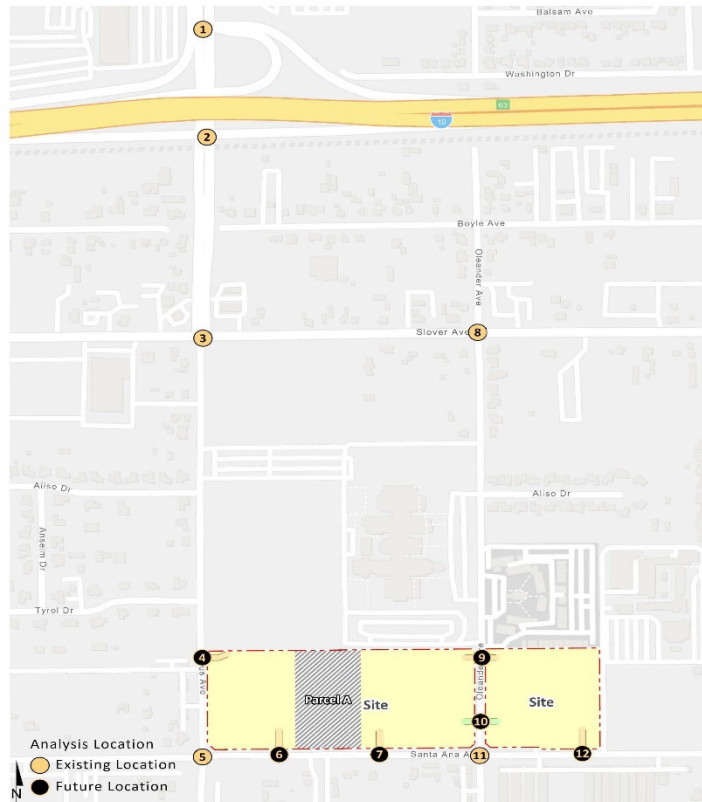 Balsam Ave
1
Washington Dr
63
10
2
Boyle Ave
Oleander Ave
3
Slover Ave
8
Aliso Dr
Aliso Dr
Anselm Dr
Tyrol Dr
4
9
Parcel A
Site
Site
10
Analysis Location
5
6
7
Santa Ana A
11
12
Existing Location
Future Location
N